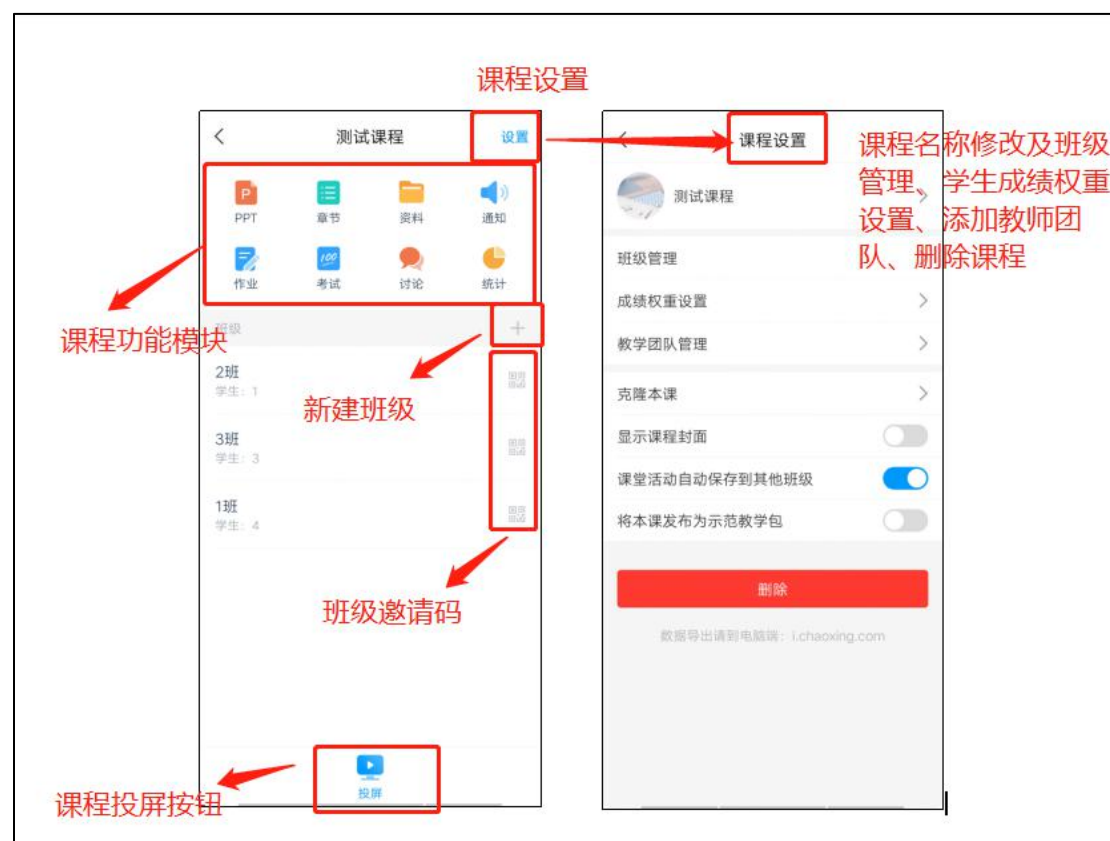 课程设置
测试课程
设置
PPT
章节
资料
通知
作业
考试
讨论
统计
课程功能模块
班级
2班
学生：1
新建班级
3班
学生：3
1班
学生：4
班级邀请码
投屏
课程投屏按钮
课程设置
课程名称修改及班级
管理、学生成绩权重
设置、添加教师团
队、删除课程
测试课程
班级管理
成绩权重设置
教学团队管理
克隆本课
显示课程封面
课堂活动自动保存到其他班级
将本课发布为示范教学包
删除
数据导出请到电脑端：i.chaoxing.com